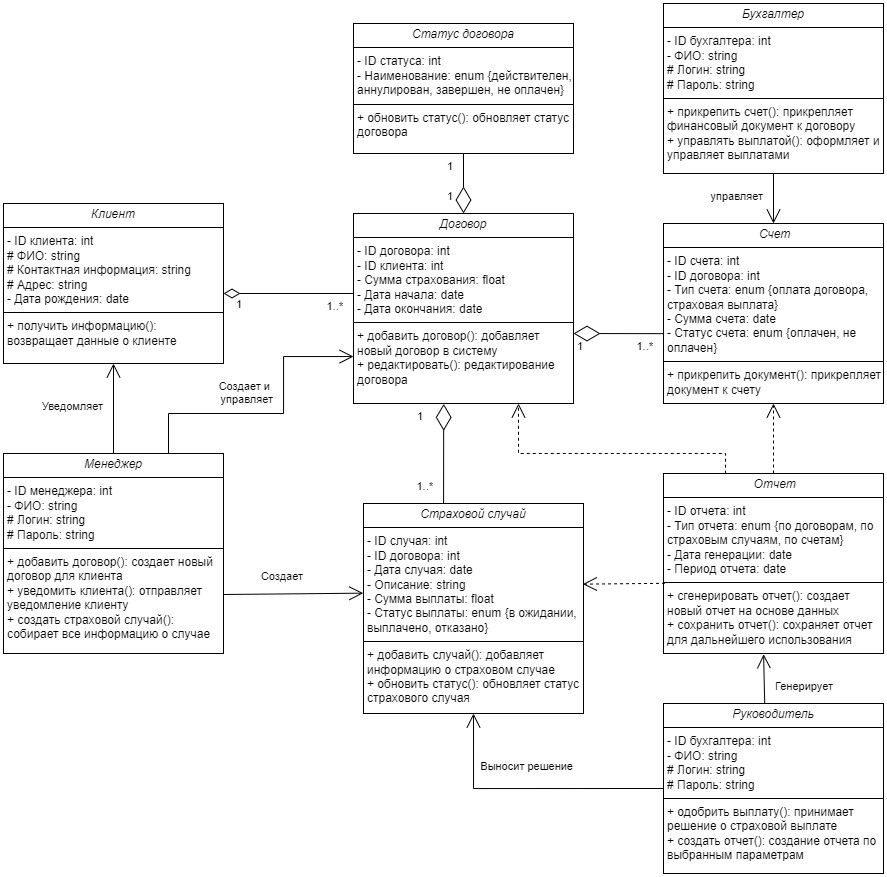 Статус договора
- ID статуса: int
- Наименование: enum {действителен,
аннулирован, завершен, не оплачен}
+ обновить статус(): обновляет статус
договора
Бухгалтер
- ID бухгалтера: int
- ФИО: string
# Логин: string
# Пароль: string
+ прикрепить счет(): прикрепляет
финансовый документ к договору
+ управлять выплатой(): оформляет и
управляет выплатами
1
1
управляет
Клиент
- ID клиента: int
# ФИО: string
# Контактная информация: string
# Адрес: string
- Дата рождения: date
+ получить информацию():
возвращает данные о клиенте
1
1..*
Договор
- ID договора: int
- ID клиента: int
- Сумма страхования: float
- Дата начала: date
- Дата окончания: date
+ добавить договор(): добавляет
новый договор в систему
+ редактировать(): редактирование
договора
1
1..*
Счет
- ID счета: int
- ID договора: int
- Тип счета: enum {оплата договора,
страховая выплата}
- Сумма счета: date
- Статус счета: enum {оплачен, не
оплачен}
+ прикрепить документ(): прикрепляет
документ к счету
Уведомляет
Создает и
управляет
1
1..*
Менеджер
- ID менеджера: int
- ФИО: string
# Логин: string
# Пароль: string
+ добавить договор(): создает новый
договор для клиента
+ уведомить клиента(): отправляет
уведомление клиенту
+ создать страховой случай():
собирает все информацию о случае
Создает
Страховой случай
- ID случая: int
- ID договора: int
- Дата случая: date
- Описание: string
- Сумма выплаты: float
- Статус выплаты: enum {в ожидании,
выплачено, отказано}
+ добавить случай(): добавляет
информацию о страховом случае
+ обновить статус(): обновляет статус
страхового случая
Отчет
- ID отчета: int
- Тип отчета: enum {по договорам, по
страховым случаям, по счетам}
- Дата генерации: date
- Период отчета: date
+ сгенерировать отчет(): создает
новый отчет на основе данных
+ сохранить отчет(): сохраняет отчет
для дальнейшего использования
Генерирует
Выносит решение
Руководитель
- ID бухгалтера: int
- ФИО: string
# Логин: string
# Пароль: string
+ одобрить выплату(): принимает
решение о страховой выплате
+ создать отчет(): создание отчета по
выбранным параметрам